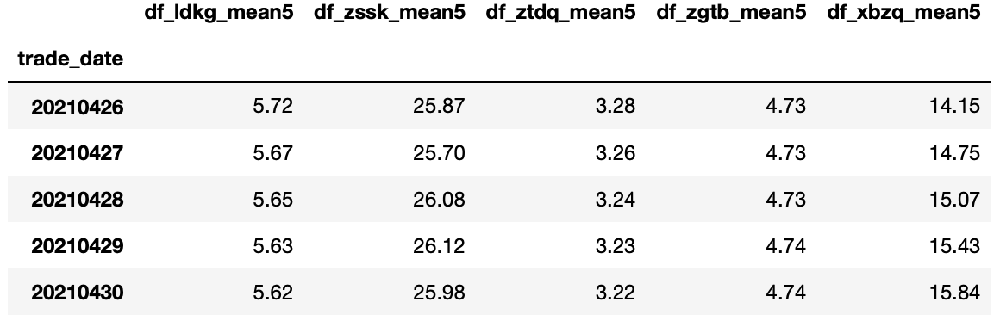 df_ldkg_mean5 df_zssk_mean5 df_ztdq_mean5 df_zgtb_mean5 df_xbzq_mean5
trade_date
20210426 5.72 25.87 3.28 4.73 14.15
20210427 5.67 25.70 3.26 4.73 14.75
20210428 5.65 26.08 3.24 4.73 15.07
20210429 5.63 26.12 3.23 4.74 15.43
20210430 5.62 25.98 3.22 4.74 15.84